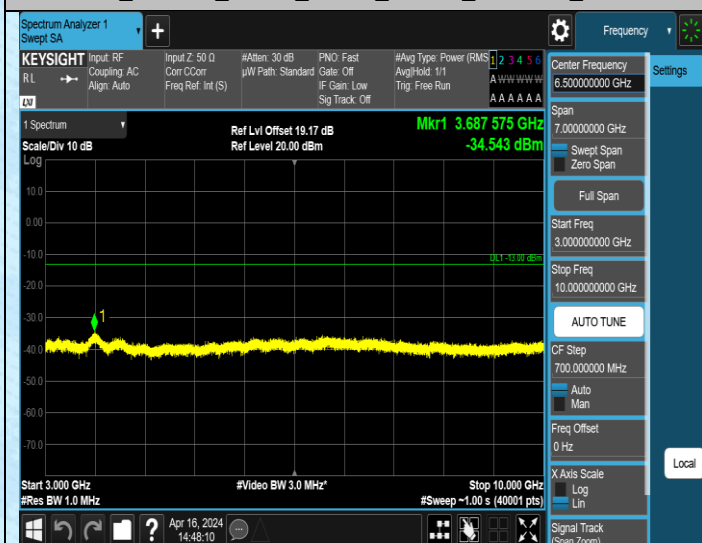 Spectrum Analyzer 1
Swept SA
+
Frequency
KEYSIGHT
RL
LXI
Input: RF
Coupling: AC
Align: Auto
Input Z: 50 Ω
Corr CCorr
Freq Ref: Int (S)
#Atten: 30 dB
µW Path: Standard
PNO: Fast
Gate: Off
IF Gain: Low
Sig Track: Off
#Avg Type: Power (RMS
Avg|Hold: 1/1
Trig: Free Run
1 2 3 4 5 6
A W W W W W
A A A A A A
1 Spectrum
Scale/Div 10 dB
Ref Lvl Offset 19.17 dB
Ref Level 20.00 dBm
Mkr1 3.687 575 GHz
-34.543 dBm
Log
10.0
0.00
-10.0
DL1 -13.00 dBm
-20.0
-30.0
1
-40.0
-50.0
-60.0
-70.0
Start 3.000 GHz
#Video BW 3.0 MHz*
Stop 10.000 GHz
#Res BW 1.0 MHz
#Sweep ~1.00 s (40001 pts)
?
Apr 16, 2024
14:48:10
Center Frequency
6.500000000 GHz
Span
7.00000000 GHz
Swept Span
Zero Span
Full Span
Start Freq
3.000000000 GHz
Stop Freq
10.000000000 GHz
AUTO TUNE
CF Step
700.000000 MHz
Auto
Man
Freq Offset
0 Hz
X Axis Scale
Log
Lin
Signal Track
(Span Zoom)
Settings
Local